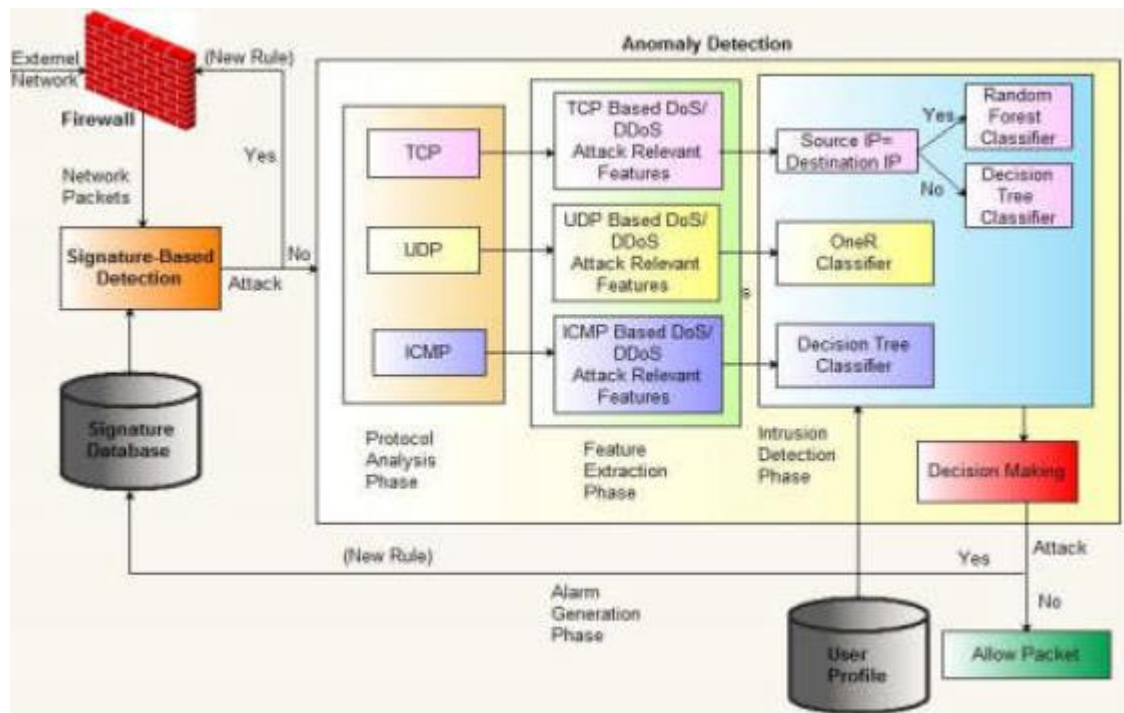 Anomaly Detection
Externel
Network
(New Rule)
Firewall
Yes
Network
Packets
Signature-Based
Detection
Attack
No
Signature
Database
TCP
UDP
ICMP
Protocol
Analysis
Phase
TCP Based DoS/
DDoS
Attack Relevant
Features
UDP Based DoS/
DDoS
Attack Relevant
Features
s
ICMP Based DoS/
DDoS
Attack Relevant
Features
Feature
Extraction
Phase
Source IP=
Destination IP
Yes
No
Random
Forest
Classifier
Decision
Tree
Classifier
OneR
Classifier
Decision Tree
Classifier
Intrusion
Detection
Phase
Decision Making
(New Rule)
Yes
Attack
No
Alarm
Generation
Phase
User
Profile
Allow Packet